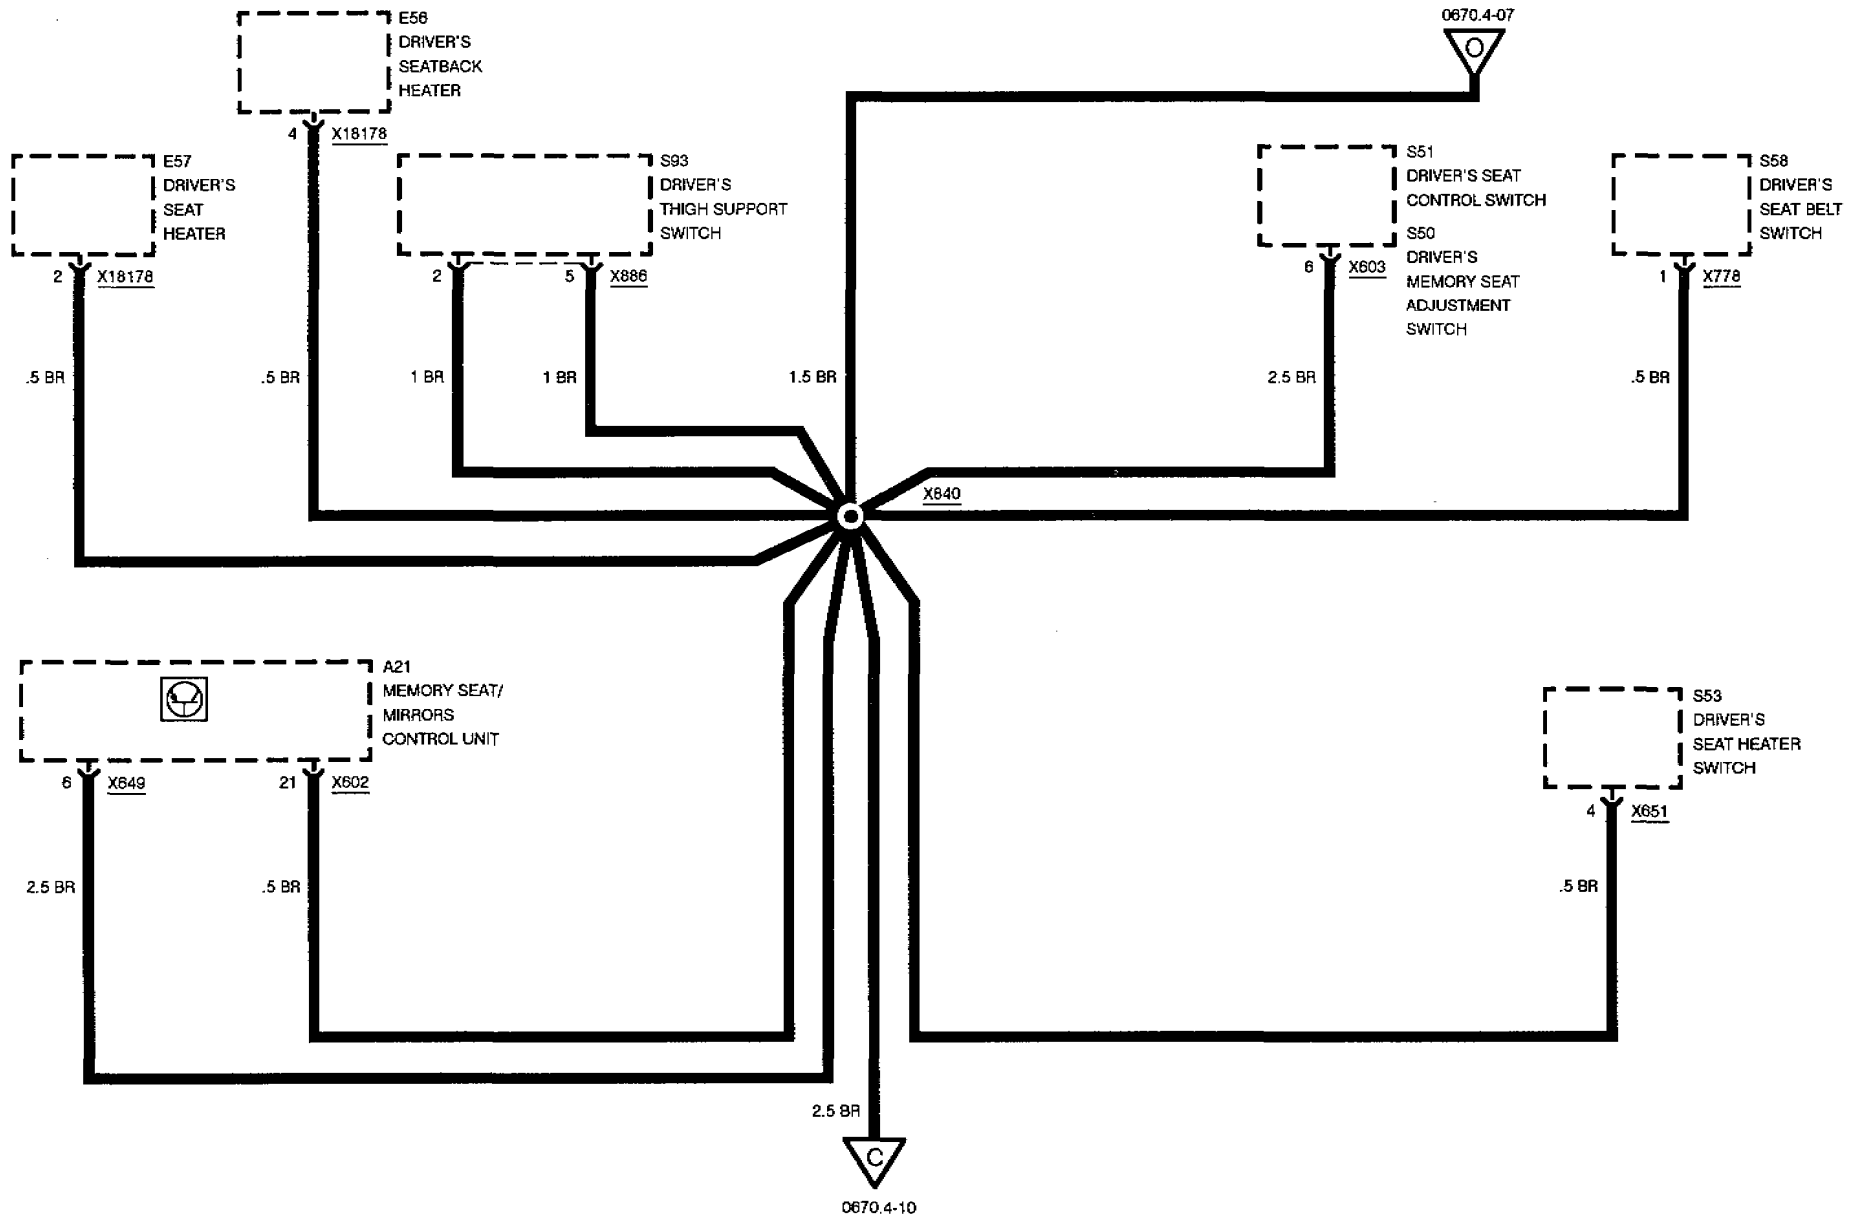 0670.4-07
O
E56
DRIVER'S
SEATBACK
HEATER
4 X18178
E57
DRIVER'S
SEAT
HEATER
2 X18178
S93
DRIVER'S
THIGH SUPPORT
SWITCH
2 5 X886
S51
DRIVER'S SEAT
CONTROL SWITCH
S50
DRIVER'S
MEMORY SEAT
ADJUSTMENT
SWITCH
6 X603
S58
DRIVER'S
SEAT BELT
SWITCH
1 X778
.5 BR .5 BR 1 BR 1 BR 1.5 BR 2.5 BR .5 BR
X840
A21
MEMORY SEAT/
MIRRORS
CONTROL UNIT
6 X649 21 X602
S53
DRIVER'S
SEAT HEATER
SWITCH
4 X651
2.5 BR .5 BR .5 BR
2.5 BR
C
0670.4-10